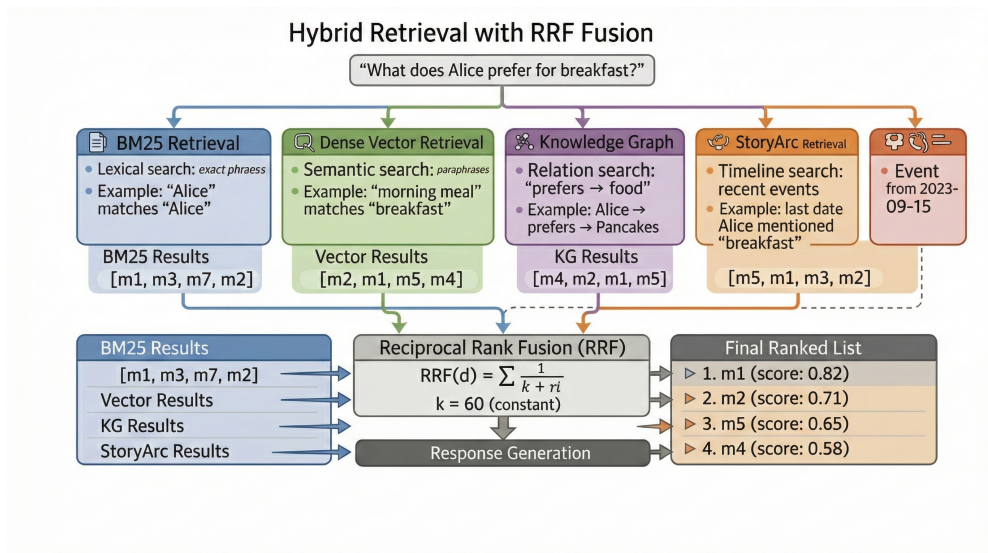 Hybrid Retrieval with RRF Fusion
“What does Alice prefer for breakfast?”
BM25 Retrieval
• Lexical search: exact phraess
• Example: “Alice”
matches “Alice”
BM25 Results
[m1, m3, m7, m2]
Dense Vector Retrieval
• Semantic search: paraphrases
• Example: “morning meal”
matches “breakfast”
Vector Results
[m2, m1, m5, m4]
Knowledge Graph
• Relation search:
“prefers → food”
• Example: Alice →
prefers → Pancakes
KG Results
[m4, m2, m1, m5]
StoryArc Retrieval
• Timeline search:
recent events
• Example: last date
Alice mentioned
“breakfast”
[m5, m1, m3, m2]
• Event
from 2023-
09-15
BM25 Results
[m1, m3, m7, m2]
Vector Results
KG Results
StoryArc Results
Reciprocal Rank Fusion (RRF)
RRF(d) = ∑ 1 / (k + ri)
k = 60 (constant)
Response Generation
Final Ranked List
1. m1 (score: 0.82)
2. m2 (score: 0.71)
3. m5 (score: 0.65)
4. m4 (score: 0.58)